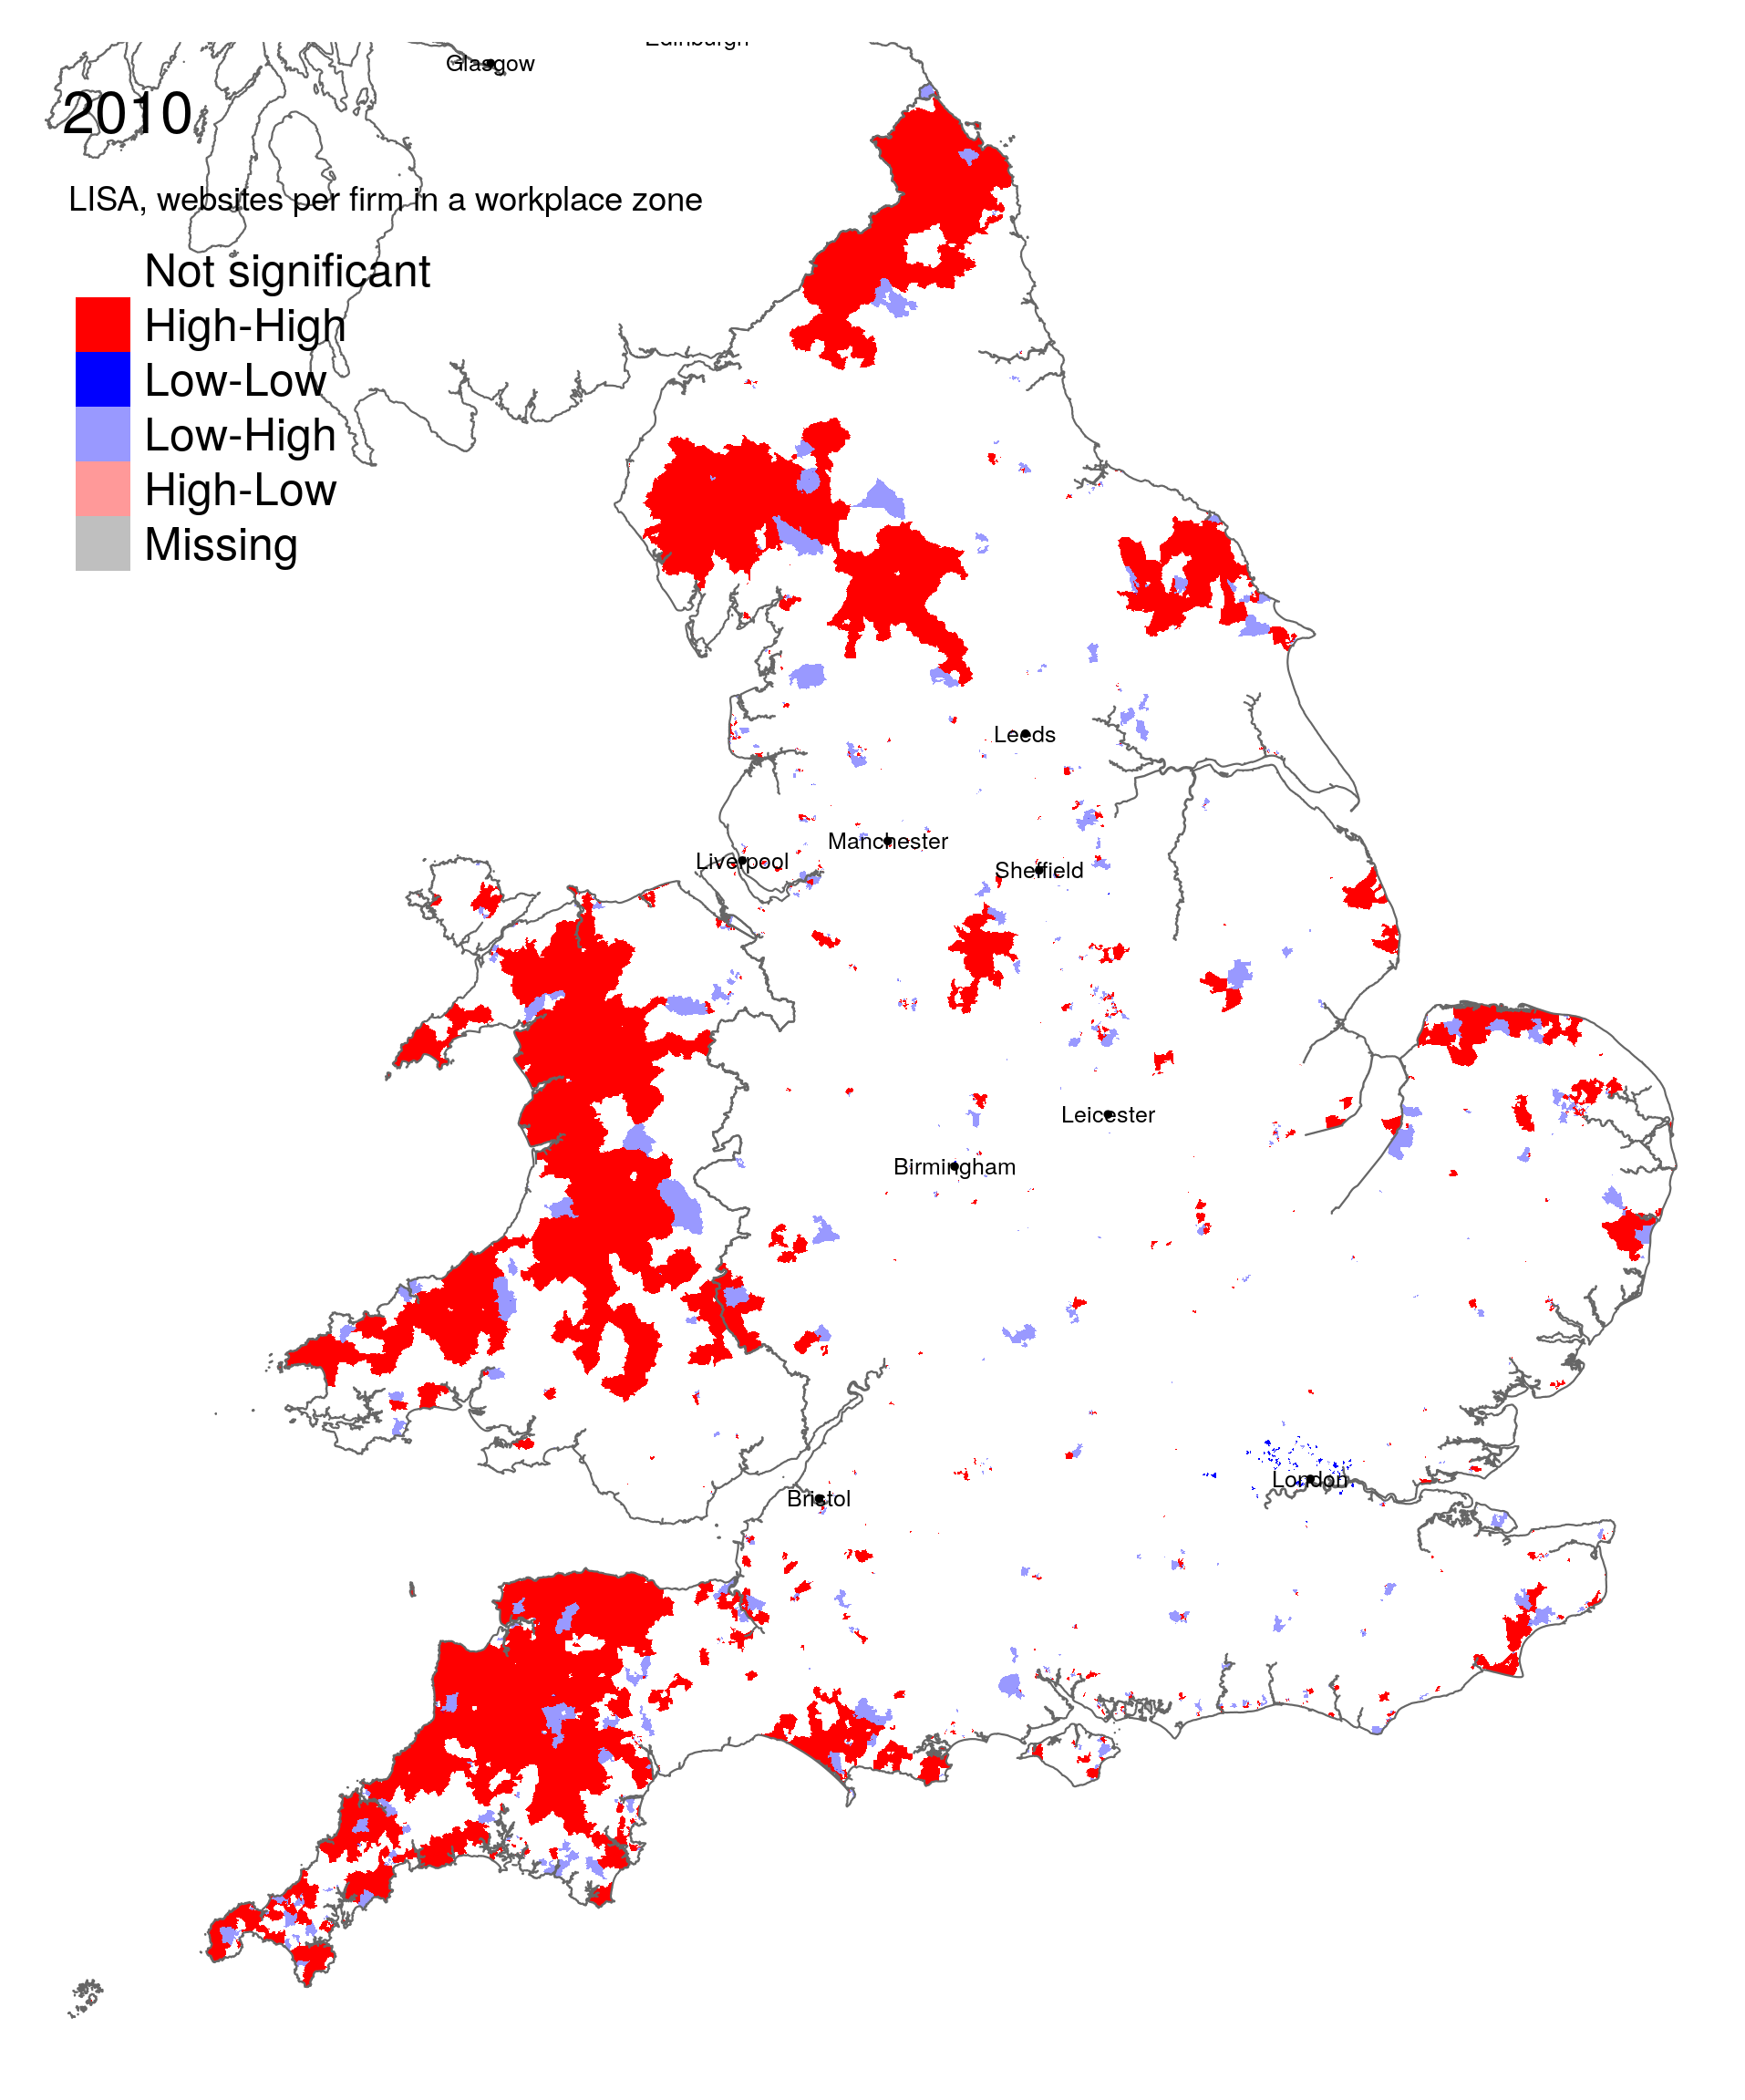 Edinburgh
Glasgow
2010
LISA, websites per firm in a workplace zone
Not significant
High-High
Low-Low
Low-High
High-Low
Missing
Leeds
Manchester
Liverpool
Sheffield
Leicester
Birmingham
London
Bristol